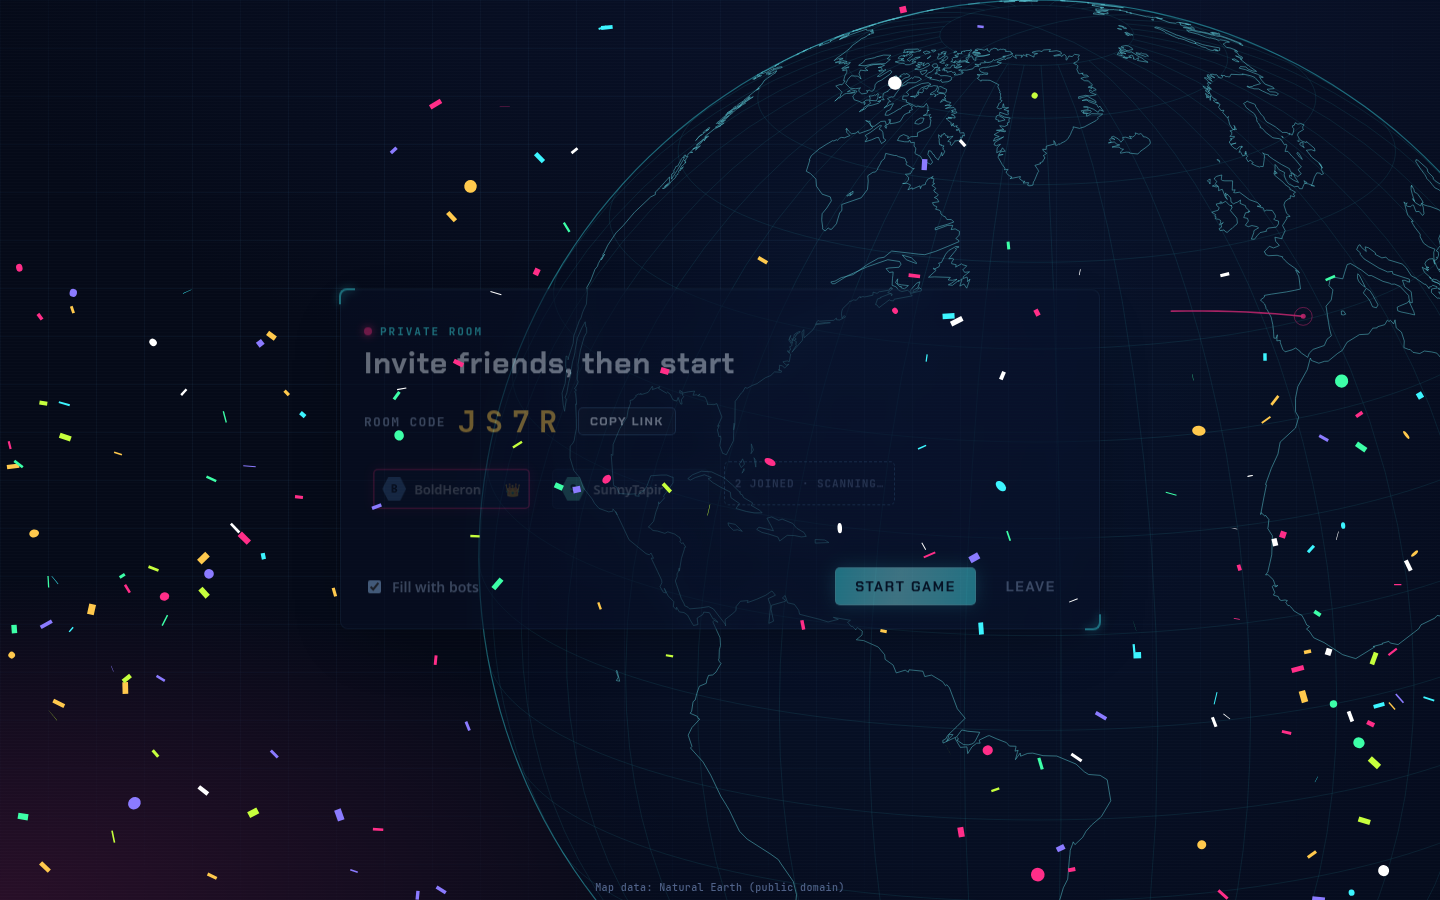 PRIVATE ROOM
Invite friends, then start
ROOM CODE JS7R COPY LINK
B BoldHeron SunnyTapir 2 JOINED · SCANNING…
Fill with bots START GAME LEAVE
Map data: Natural Earth (public domain)